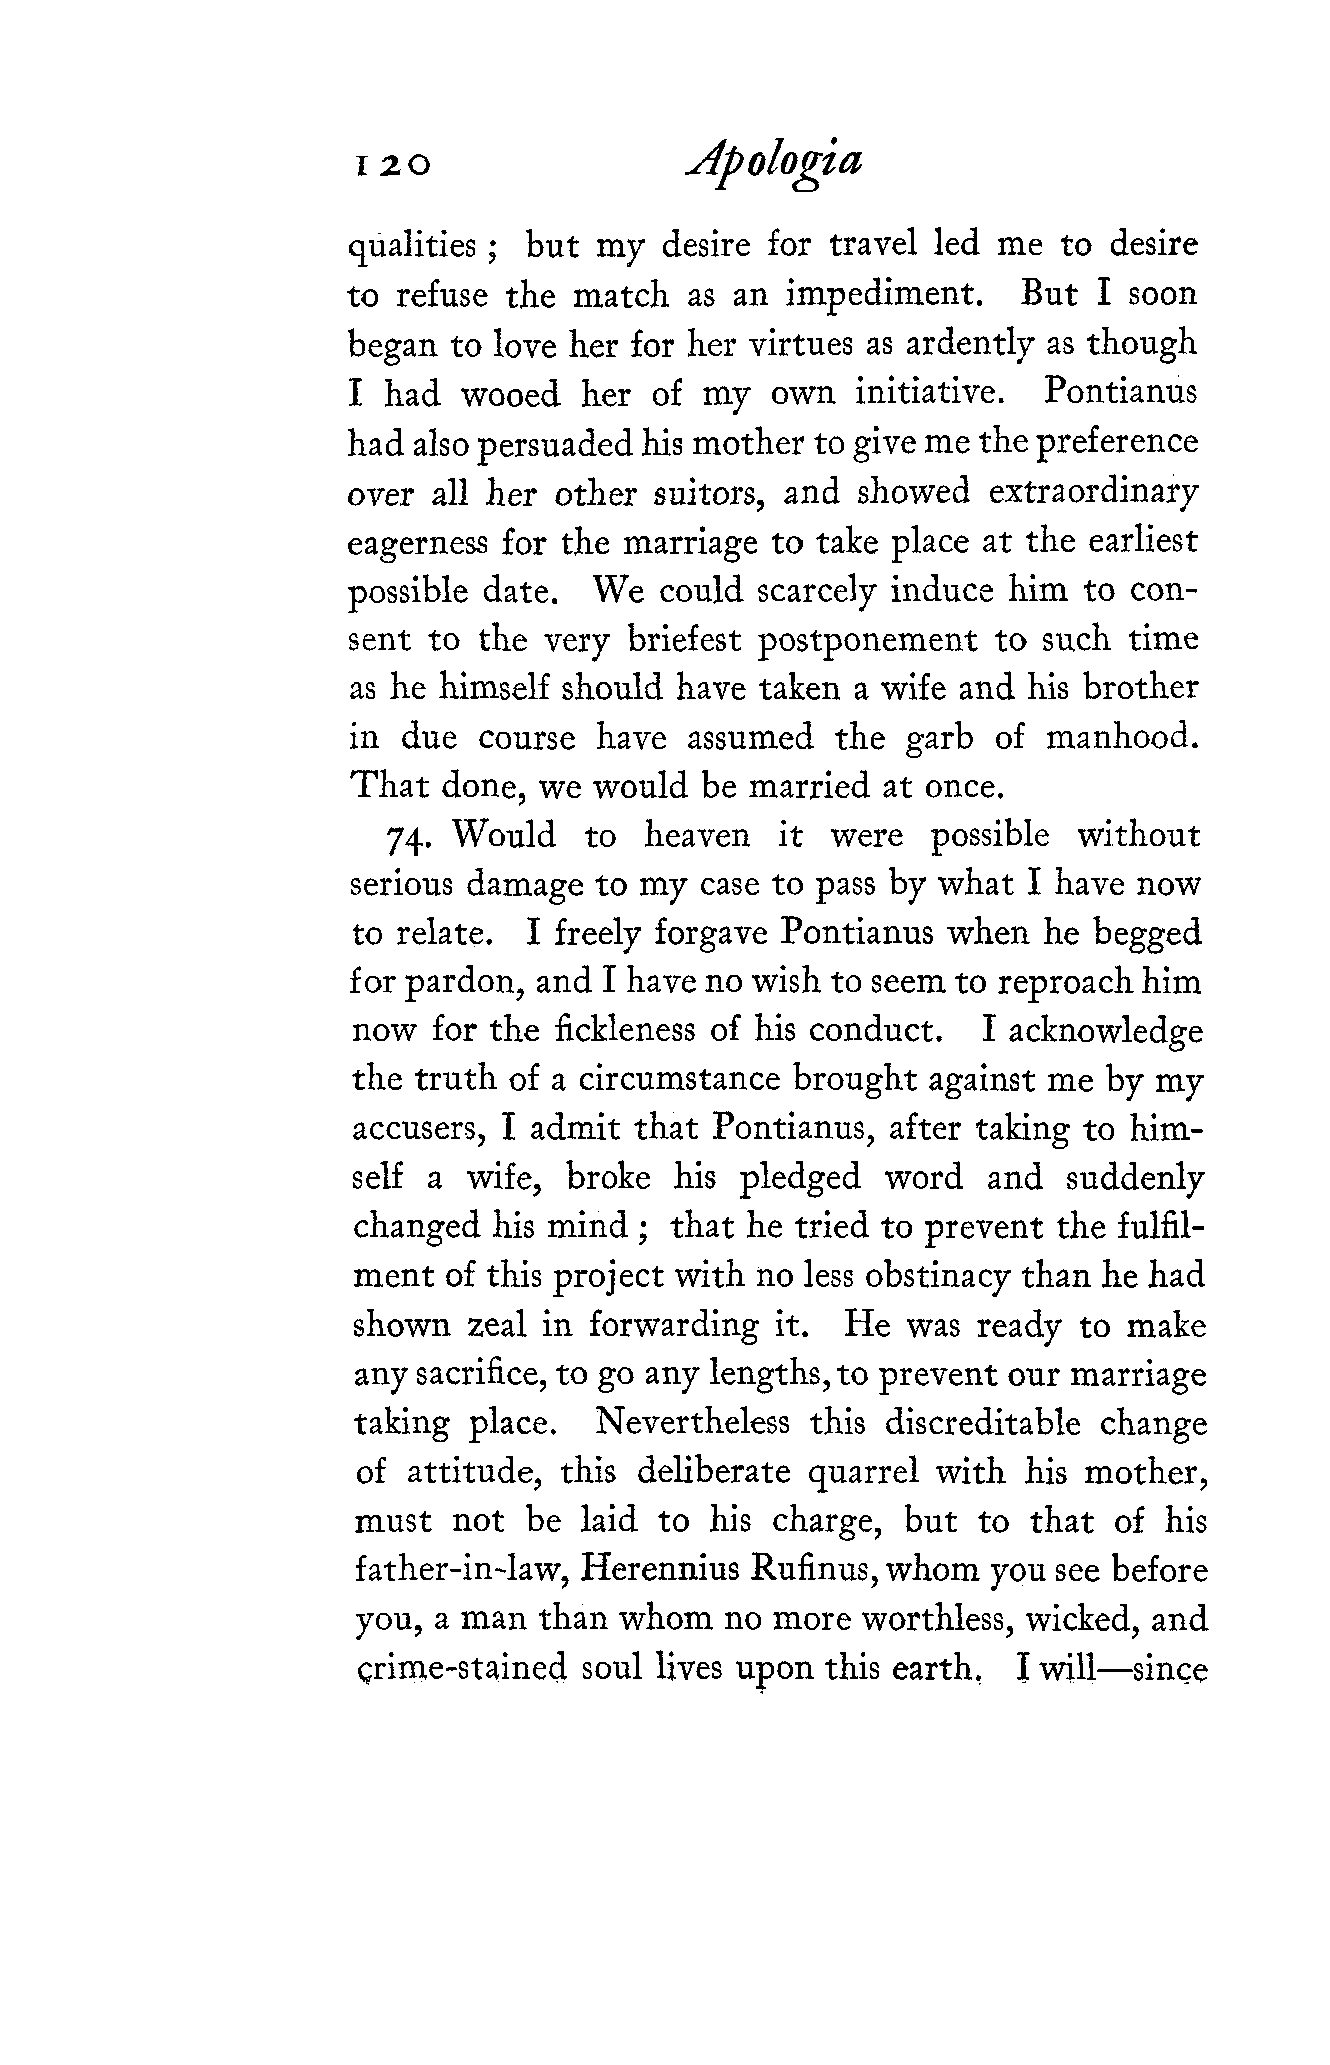 120 Apologia
qualities ; but my desire for travel led me to desire
to refuse the match as an impediment. But I soon
began to love her for her virtues as ardently as though
I had wooed her of my own initiative. Pontianus
had also persuaded his mother to give me the preference
over all her other suitors, and showed extraordinary
eagerness for the marriage to take place at the earliest
possible date. We could scarcely induce him to con-
sent to the very briefest postponement to such time
as he himself should have taken a wife and his brother
in due course have assumed the garb of manhood.
That done, we would be married at once.
74. Would to heaven it were possible without
serious damage to my case to pass by what I have now
to relate. I freely forgave Pontianus when he begged
for pardon, and I have no wish to seem to reproach him
now for the fickleness of his conduct. I acknowledge
the truth of a circumstance brought against me by my
accusers, I admit that Pontianus, after taking to him-
self a wife, broke his pledged word and suddenly
changed his mind ; that he tried to prevent the fulfil-
ment of this project with no less obstinacy than he had
shown zeal in forwarding it. He was ready to make
any sacrifice, to go any lengths, to prevent our marriage
taking place. Nevertheless this discreditable change
of attitude, this deliberate quarrel with his mother,
must not be laid to his charge, but to that of his
father-in-law, Herennius Rufinus, whom you see before
you, a man than whom no more worthless, wicked, and
crime-stained soul lives upon this earth. I will—since